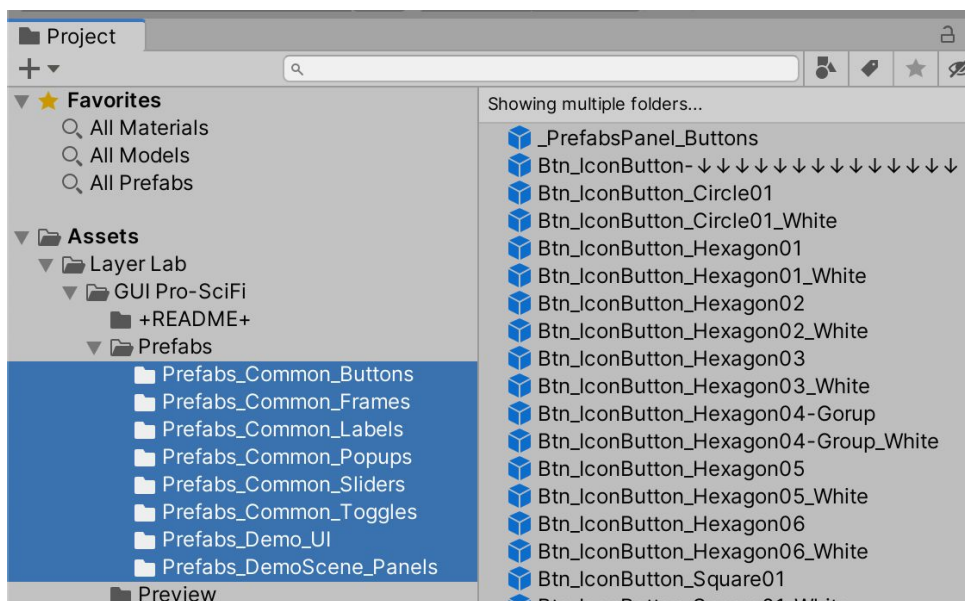 Project
Favorites
All Materials
All Models
All Prefabs
Assets
Layer Lab
GUI Pro-SciFi
+README+
Prefabs
Prefabs_Common_Buttons
Prefabs_Common_Frames
Prefabs_Common_Labels
Prefabs_Common_Popups
Prefabs_Common_Sliders
Prefabs_Common_Toggles
Prefabs_Demo_UI
Prefabs_DemoScene_Panels
Preview
Showing multiple folders...
_PrefabsPanel_Buttons
Btn_IconButton-↓↓↓↓↓↓↓↓↓↓↓↓↓↓
Btn_IconButton_Circle01
Btn_IconButton_Circle01_White
Btn_IconButton_Hexagon01
Btn_IconButton_Hexagon01_White
Btn_IconButton_Hexagon02
Btn_IconButton_Hexagon02_White
Btn_IconButton_Hexagon03
Btn_IconButton_Hexagon03_White
Btn_IconButton_Hexagon04-Gorup
Btn_IconButton_Hexagon04-Group_White
Btn_IconButton_Hexagon05
Btn_IconButton_Hexagon05_White
Btn_IconButton_Hexagon06
Btn_IconButton_Hexagon06_White
Btn_IconButton_Square01